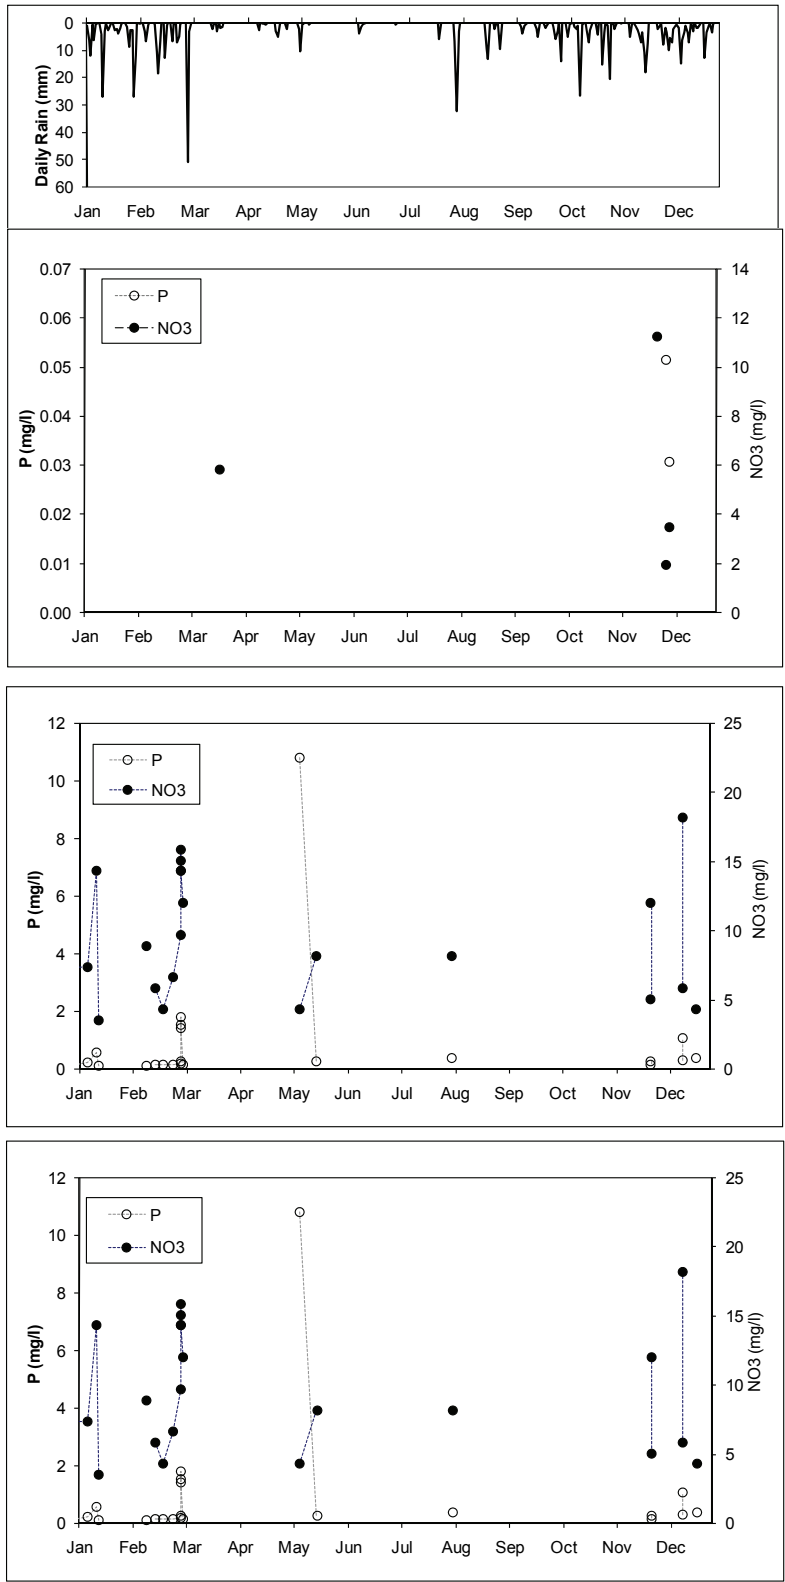 0
10
20
30
40
50
60
Daily Rain (mm)
Jan Feb Mar Apr May Jun Jul Aug Sep Oct Nov Dec
0.07
0.06
0.05
0.04
0.03
0.02
0.01
0.00
P (mg/l)
P
NO3
14
12
10
8
6
4
2
0
NO3 (mg/l)
Jan Feb Mar Apr May Jun Jul Aug Sep Oct Nov Dec
12
10
8
6
4
2
0
P (mg/l)
P
NO3
25
20
15
10
5
0
NO3 (mg/l)
Jan Feb Mar Apr May Jun Jul Aug Sep Oct Nov Dec
12
10
8
6
4
2
0
P (mg/l)
P
NO3
25
20
15
10
5
0
NO3 (mg/l)
Jan Feb Mar Apr May Jun Jul Aug Sep Oct Nov Dec